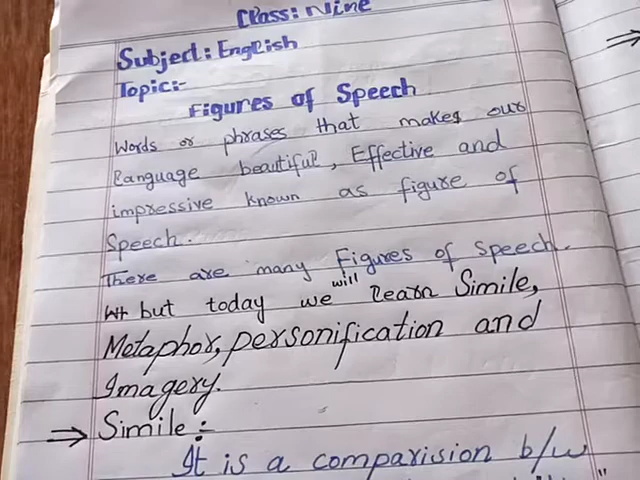 Class: Nine
Subject: English
Topic:-
Figures of Speech
Words or phrases that makes our
Language beautiful, Effective and
impressive known as figure of
Speech.
There are many Figures of speech.
but today we will learn Simile,
Metaphor, personification and
Imagery.
⇒ Simile:-
It is a comparision b/w